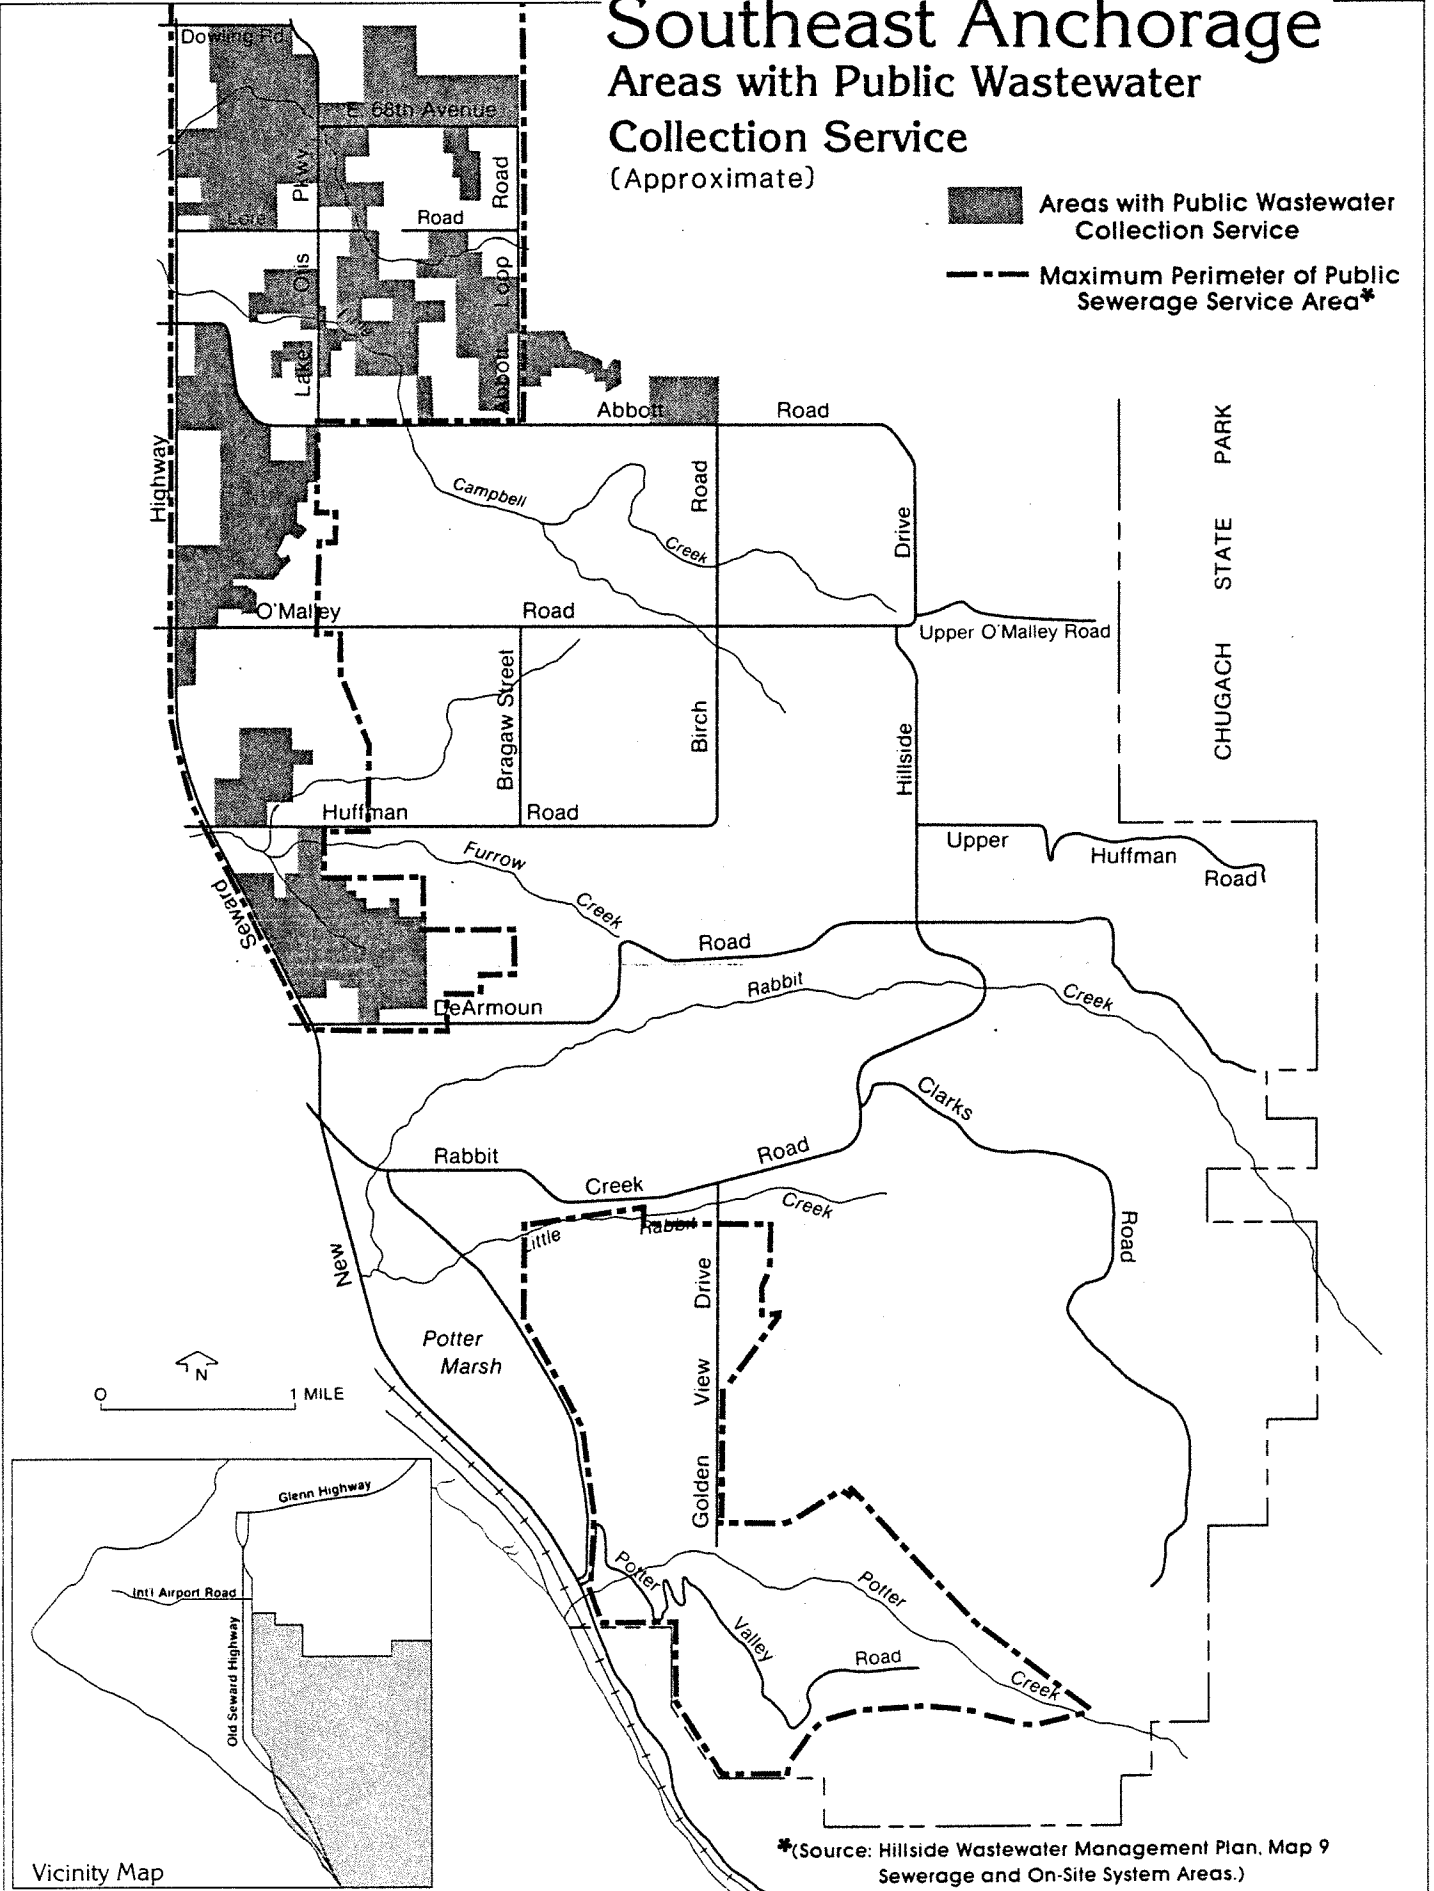 Southeast Anchorage
Areas with Public Wastewater
Collection Service
(Approximate)
Areas with Public Wastewater
Collection Service
Maximum Perimeter of Public
Sewerage Service Area*
Dowling Rd.
E. 68th Avenue
Lore Road
Lake Otis Pkwy
Abbott Loop Road
Abbott Road
Highway
Campbell
Creek
Road
Drive
CHUGACH STATE PARK
O'Malley Road
Upper O'Malley Road
Bragaw Street
Birch
Hillside
Huffman Road
Upper Huffman Road
Furrow
Creek
Seward
Road
DeArmoun
Rabbit
Creek
Clarks
Road
Rabbit Creek Road
Creek
Little Rabbit
New
Golden View Drive
Potter
Marsh
N
0 1 MILE
Potter
Valley
Road
Potter
Creek
Glenn Highway
Int'l Airport Road
Old Seward Highway
Vicinity Map
*(Source: Hillside Wastewater Management Plan, Map 9
Sewerage and On-Site System Areas.)